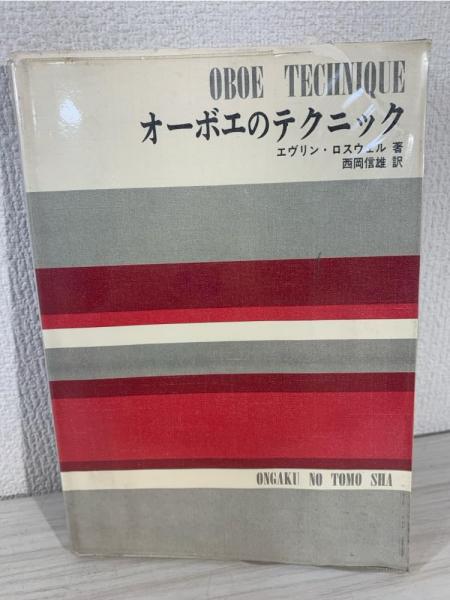 OBOE TECHNIQUE
オーボエのテクニック
エヴリン・ロスウェル 著
西岡信雄 訳
ONGAKU NO TOMO SHA